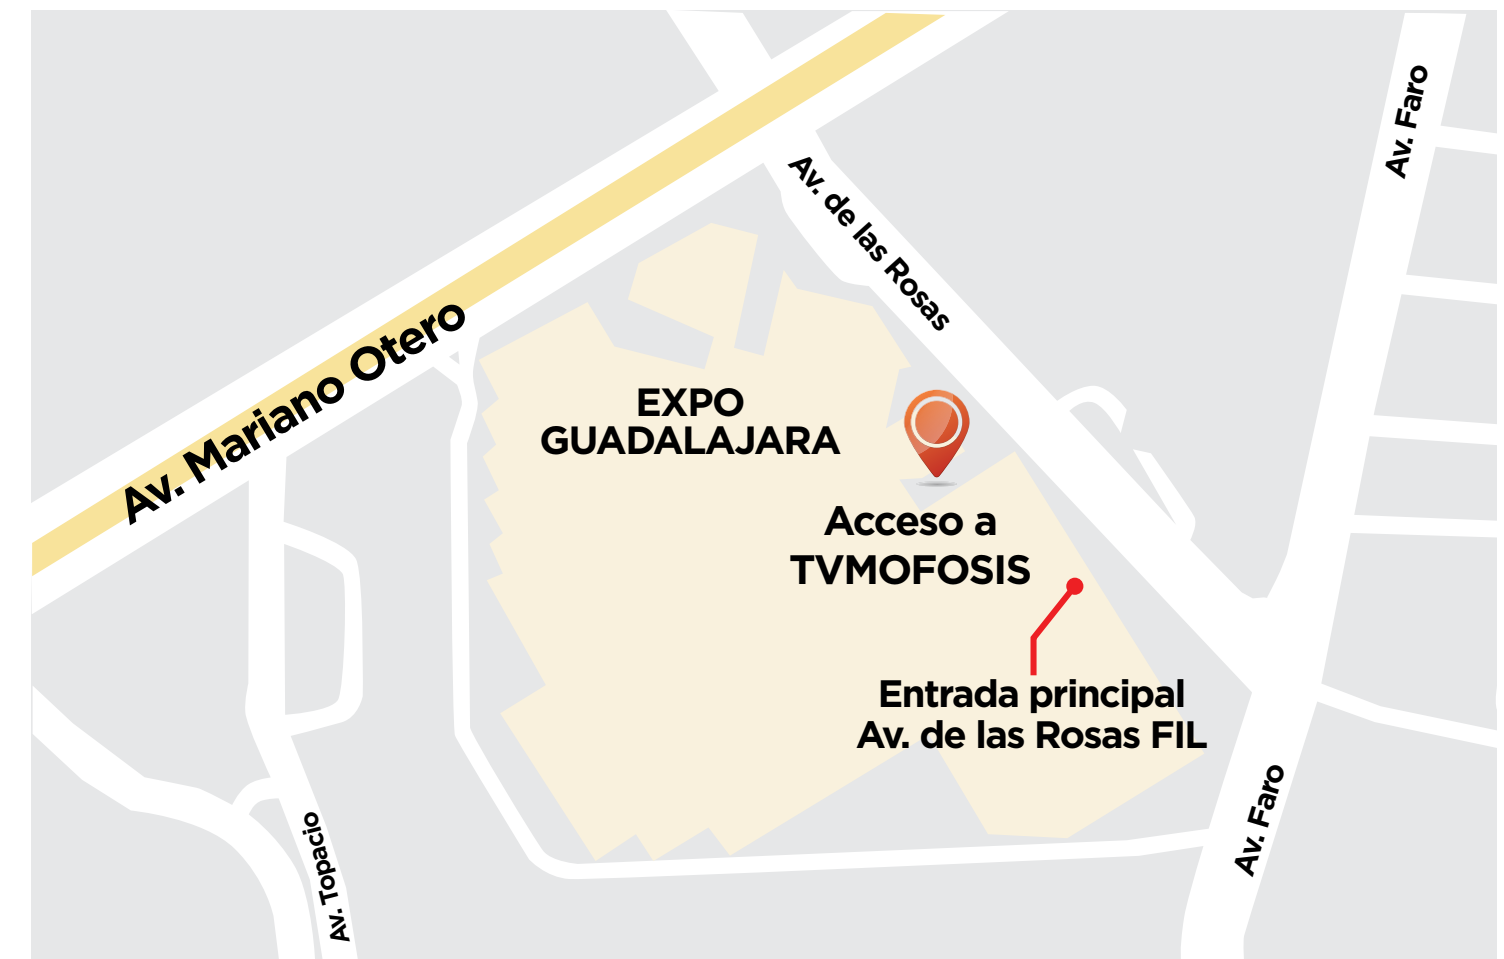 Av. Faro
Av. de las Rosas
Av. Mariano Otero
EXPO
GUADALAJARA
Acceso a
TVMOFOSIS
Entrada principal
Av. de las Rosas FIL
Av. Faro
Av. Topacio